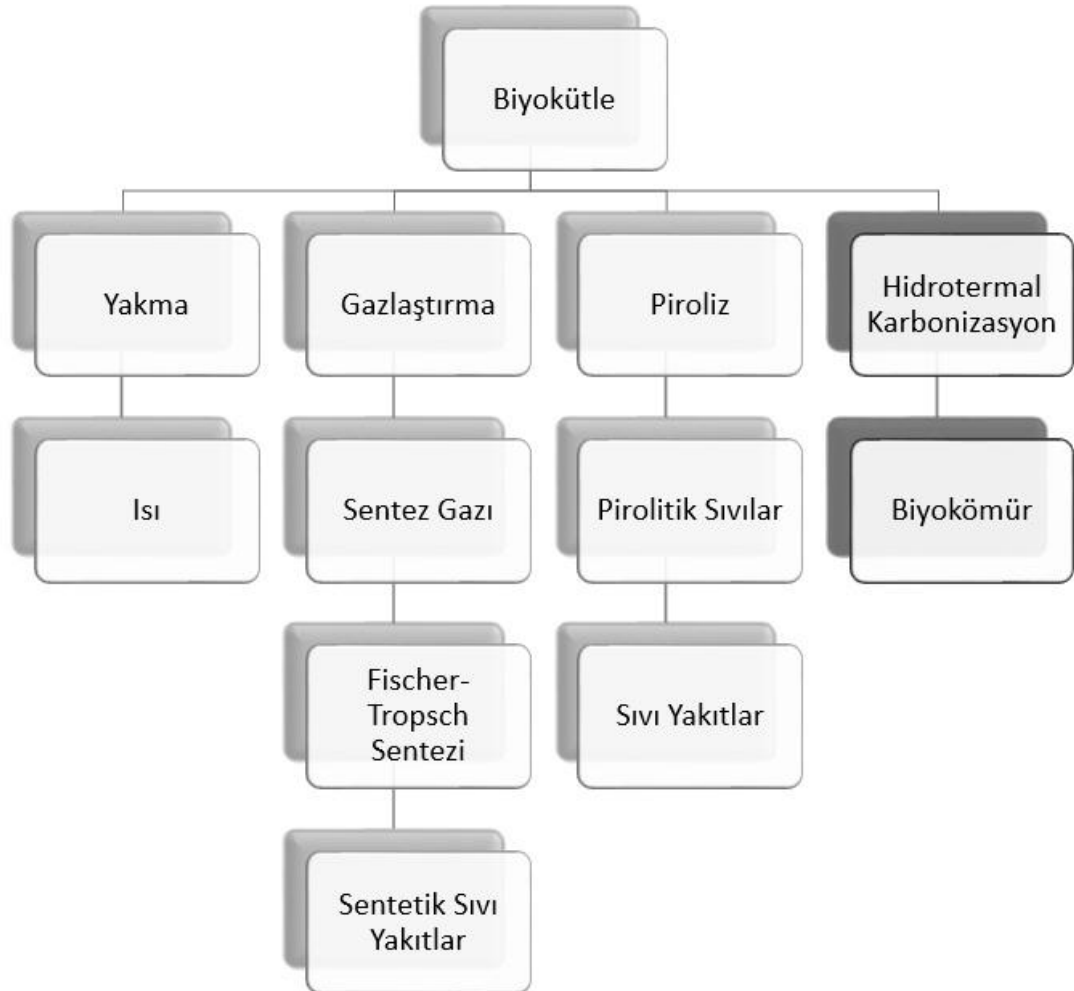 Biyokütle
Yakma
Gazlaştırma
Piroliz
Hidrotermal
Karbonizasyon
Isı
Sentez Gazı
Pirolitik Sıvılar
Biyokömür
Fischer-
Tropsch
Sentezi
Sıvı Yakıtlar
Sentetik Sıvı
Yakıtlar